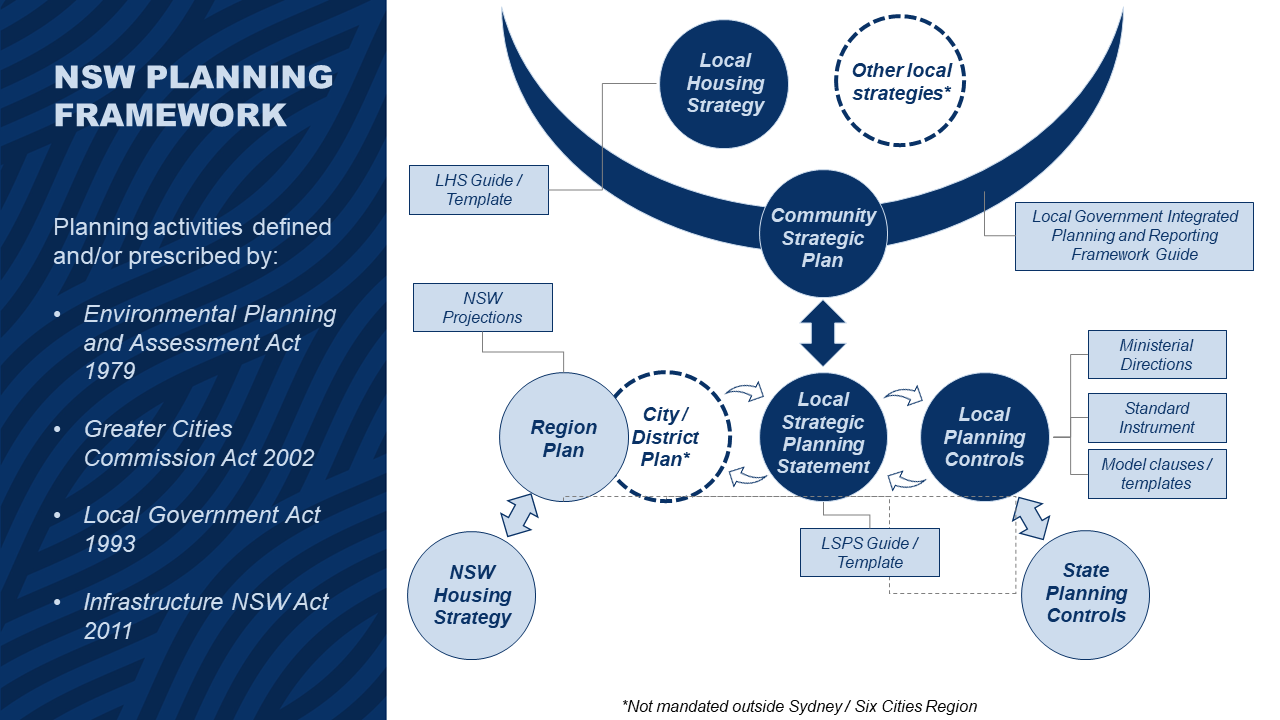 NSW PLANNING
FRAMEWORK
Planning activities defined
and/or prescribed by:
• Environmental Planning
and Assessment Act
1979
• Greater Cities
Commission Act 2002
• Local Government Act
1993
• Infrastructure NSW Act
2011
Local
Housing
Strategy
Other local
strategies*
LHS Guide /
Template
Community
Strategic
Plan
Local Government Integrated
Planning and Reporting
Framework Guide
NSW
Projections
Region
Plan
City /
District
Plan*
Local
Strategic
Planning
Statement
Local
Planning
Controls
Ministerial
Directions
Standard
Instrument
Model clauses /
templates
NSW
Housing
Strategy
LSPS Guide /
Template
State
Planning
Controls
*Not mandated outside Sydney / Six Cities Region